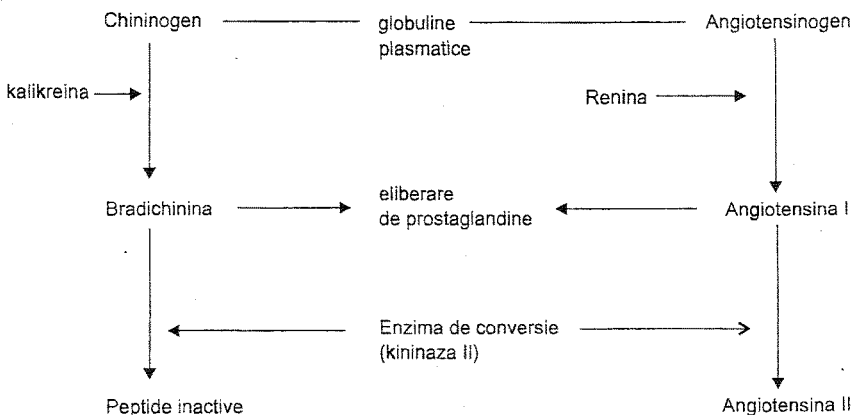 Chininogen
globuline
plasmatice
Angiotensinogen
kalikreina
Renina
Bradichinina
eliberare
de prostaglandine
Angiotensina I
Enzima de conversie
(kininaza II)
Peptide inactive
Angiotensina II